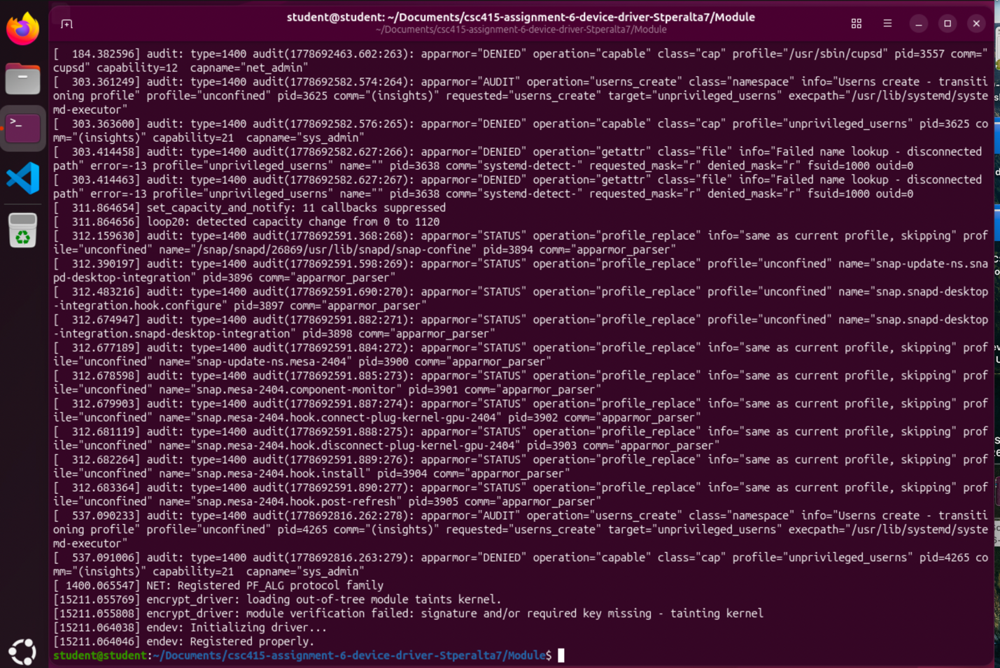 student@student: ~/Documents/csc415-assignment-6-device-driver-Stperalta7/Module
~/Documents/csc415-assignment-6-device-driver-Stperalta7/Module
[  184.382596] audit: type=1400 audit(1778692463.602:263): apparmor="DENIED" operation="capable" class="cap" profile="/usr/sbin/cupsd" pid=3557 comm="
cupsd" capability=12  capname="net_admin"
[  303.361249] audit: type=1400 audit(1778692582.574:264): apparmor="AUDIT" operation="userns_create" class="namespace" info="Userns create - transiti
oning profile" profile="unconfined" pid=3625 comm="(insights)" requested="userns_create" target="unprivileged_userns" execpath="/usr/lib/systemd/syste
md-executor"
[  303.363600] audit: type=1400 audit(1778692582.576:265): apparmor="DENIED" operation="capable" class="cap" profile="unprivileged_userns" pid=3625 co
mm="(insights)" capability=21  capname="sys_admin"
[  303.414458] audit: type=1400 audit(1778692582.627:266): apparmor="DENIED" operation="getattr" class="file" info="Failed name lookup - disconnected
path" error=-13 profile="unprivileged_userns" name="" pid=3638 comm="systemd-detect-" requested_mask="r" denied_mask="r" fsuid=1000 ouid=0
[  303.414463] audit: type=1400 audit(1778692582.627:267): apparmor="DENIED" operation="getattr" class="file" info="Failed name lookup - disconnected
path" error=-13 profile="unprivileged_userns" name="" pid=3638 comm="systemd-detect-" requested_mask="r" denied_mask="r" fsuid=1000 ouid=0
[  311.864654] set_capacity_and_notify: 11 callbacks suppressed
[  311.864656] loop20: detected capacity change from 0 to 1120
[  312.159630] audit: type=1400 audit(1778692591.368:268): apparmor="STATUS" operation="profile_replace" info="same as current profile, skipping" prof
ile="unconfined" name="/snap/snapd/26869/usr/lib/snapd/snap-confine" pid=3894 comm="apparmor_parser"
[  312.390197] audit: type=1400 audit(1778692591.598:269): apparmor="STATUS" operation="profile_replace" profile="unconfined" name="snap-update-ns.sna
pd-desktop-integration" pid=3896 comm="apparmor_parser"
[  312.483216] audit: type=1400 audit(1778692591.690:270): apparmor="STATUS" operation="profile_replace" profile="unconfined" name="snap.snapd-desktop
-integration.hook.configure" pid=3897 comm="apparmor_parser"
[  312.674947] audit: type=1400 audit(1778692591.882:271): apparmor="STATUS" operation="profile_replace" profile="unconfined" name="snap.snapd-desktop
-integration.snapd-desktop-integration" pid=3898 comm="apparmor_parser"
[  312.677189] audit: type=1400 audit(1778692591.884:272): apparmor="STATUS" operation="profile_replace" info="same as current profile, skipping" prof
ile="unconfined" name="snap-update-ns.mesa-2404" pid=3900 comm="apparmor_parser"
[  312.678598] audit: type=1400 audit(1778692591.885:273): apparmor="STATUS" operation="profile_replace" info="same as current profile, skipping" prof
ile="unconfined" name="snap.mesa-2404.component-monitor" pid=3901 comm="apparmor_parser"
[  312.679903] audit: type=1400 audit(1778692591.887:274): apparmor="STATUS" operation="profile_replace" info="same as current profile, skipping" prof
ile="unconfined" name="snap.mesa-2404.hook.connect-plug-kernel-gpu-2404" pid=3902 comm="apparmor_parser"
[  312.681119] audit: type=1400 audit(1778692591.888:275): apparmor="STATUS" operation="profile_replace" info="same as current profile, skipping" prof
ile="unconfined" name="snap.mesa-2404.hook.disconnect-plug-kernel-gpu-2404" pid=3903 comm="apparmor_parser"
[  312.682264] audit: type=1400 audit(1778692591.889:276): apparmor="STATUS" operation="profile_replace" info="same as current profile, skipping" prof
ile="unconfined" name="snap.mesa-2404.hook.install" pid=3904 comm="apparmor_parser"
[  312.683364] audit: type=1400 audit(1778692591.890:277): apparmor="STATUS" operation="profile_replace" info="same as current profile, skipping" prof
ile="unconfined" name="snap.mesa-2404.hook.post-refresh" pid=3905 comm="apparmor_parser"
[  537.090233] audit: type=1400 audit(1778692816.262:278): apparmor="AUDIT" operation="userns_create" class="namespace" info="Userns create - transiti
oning profile" profile="unconfined" pid=4265 comm="(insights)" requested="userns_create" target="unprivileged_userns" execpath="/usr/lib/systemd/syste
md-executor"
[  537.091006] audit: type=1400 audit(1778692816.263:279): apparmor="DENIED" operation="capable" class="cap" profile="unprivileged_userns" pid=4265 co
mm="(insights)" capability=21  capname="sys_admin"
[ 1400.065547] NET: Registered PF_ALG protocol family
[15211.055769] encrypt_driver: loading out-of-tree module taints kernel.
[15211.055808] encrypt_driver: module verification failed: signature and/or required key missing - tainting kernel
[15211.064038] endev: Initializing driver...
[15211.064046] endev: Registered properly.
student@student:~/Documents/csc415-assignment-6-device-driver-Stperalta7/Module$